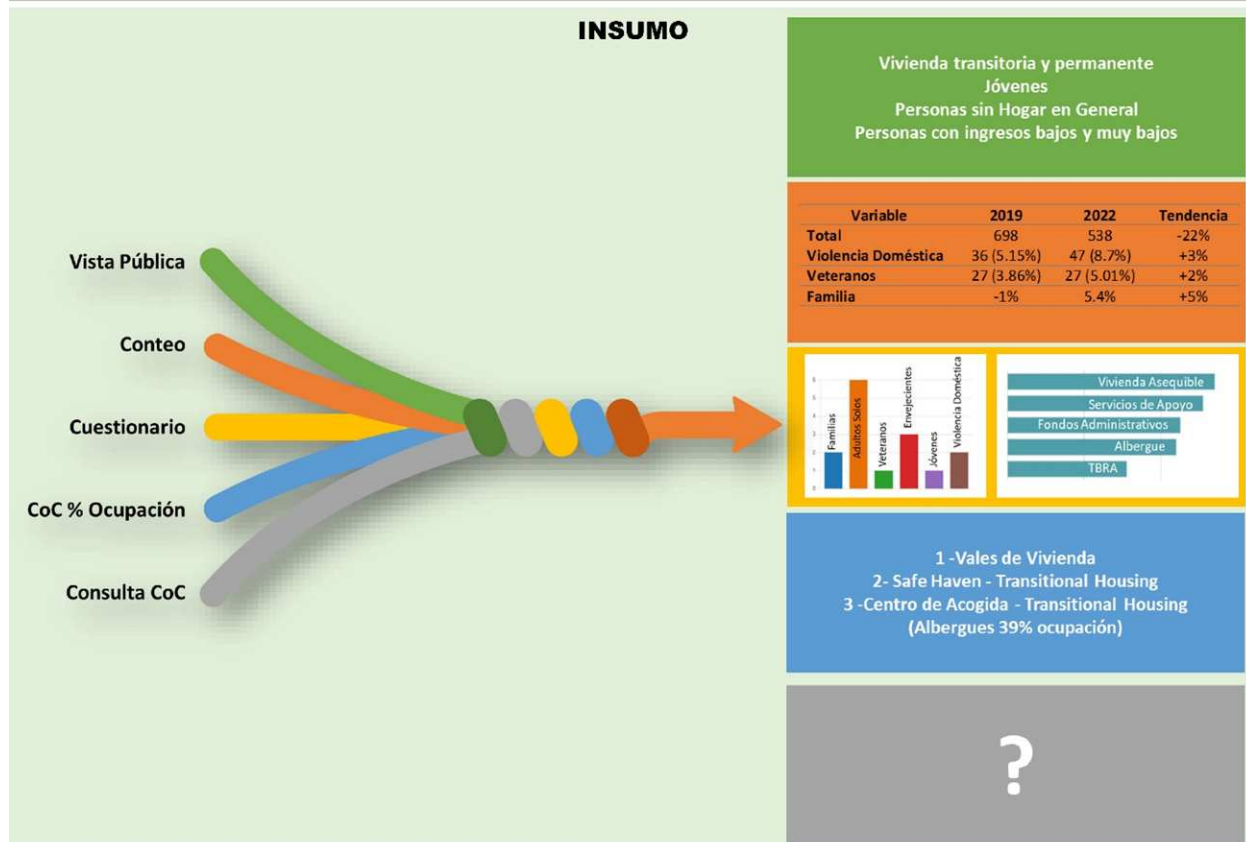 INSUMO
Vista Pública
Conteo
Cuestionario
CoC % Ocupación
Consulta CoC
Vivienda transitoria y permanente
Jóvenes
Personas sin Hogar en General
Personas con ingresos bajos y muy bajos
Variable 2019 2022 Tendencia
Total 698 538 -22%
Violencia Doméstica 36 (5.15%) 47 (8.7%) +3%
Veteranos 27 (3.86%) 27 (5.01%) +2%
Familia -1% 5.4% +5%
Familias
Adultos Solos
Veteranos
Envejecientes
Jóvenes
Violencia Doméstica
Vivienda Asequible
Servicios de Apoyo
Fondos Administrativos
Albergue
TBRA
1 -Vales de Vivienda
2- Safe Haven - Transitional Housing
3 -Centro de Acogida - Transitional Housing
(Albergues 39% ocupación)
?